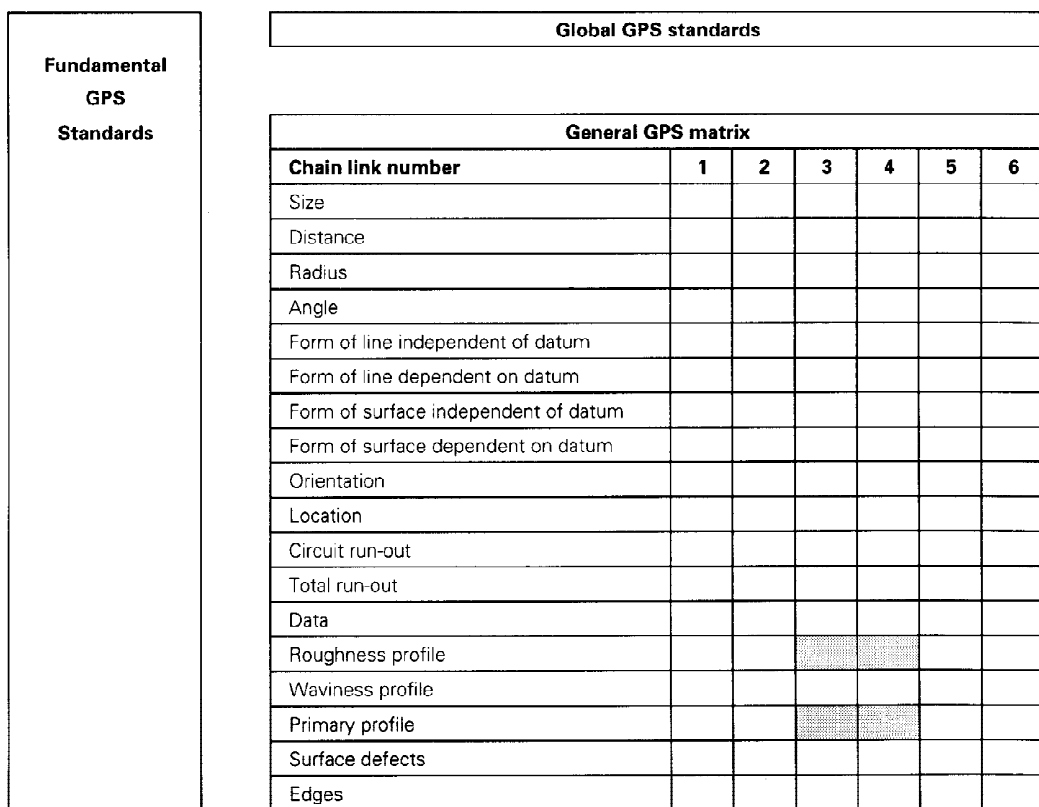 Fundamental
GPS
Standards
Global GPS standards
General GPS matrix
Chain link number 1 2 3 4 5 6
Size
Distance
Radius
Angle
Form of line independent of datum
Form of line dependent on datum
Form of surface independent of datum
Form of surface dependent on datum
Orientation
Location
Circuit run-out
Total run-out
Data
Roughness profile
Waviness profile
Primary profile
Surface defects
Edges